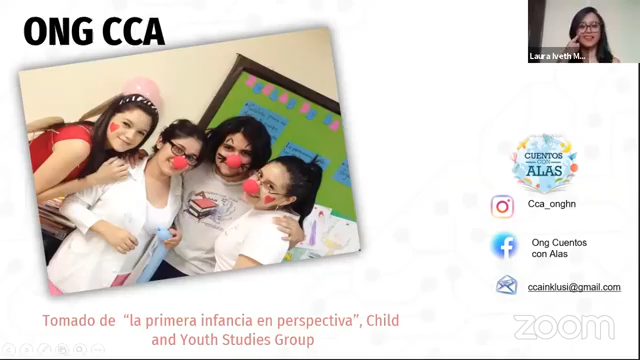 ONG CCA
Laura Iveth M...
CUENTOS
CON
ALAS
Cca_onghn
Ong Cuentos
con Alas
ccainklusi@gmail.com
Tomado de “la primera infancia en perspectiva”, Child
and Youth Studies Group
zoom